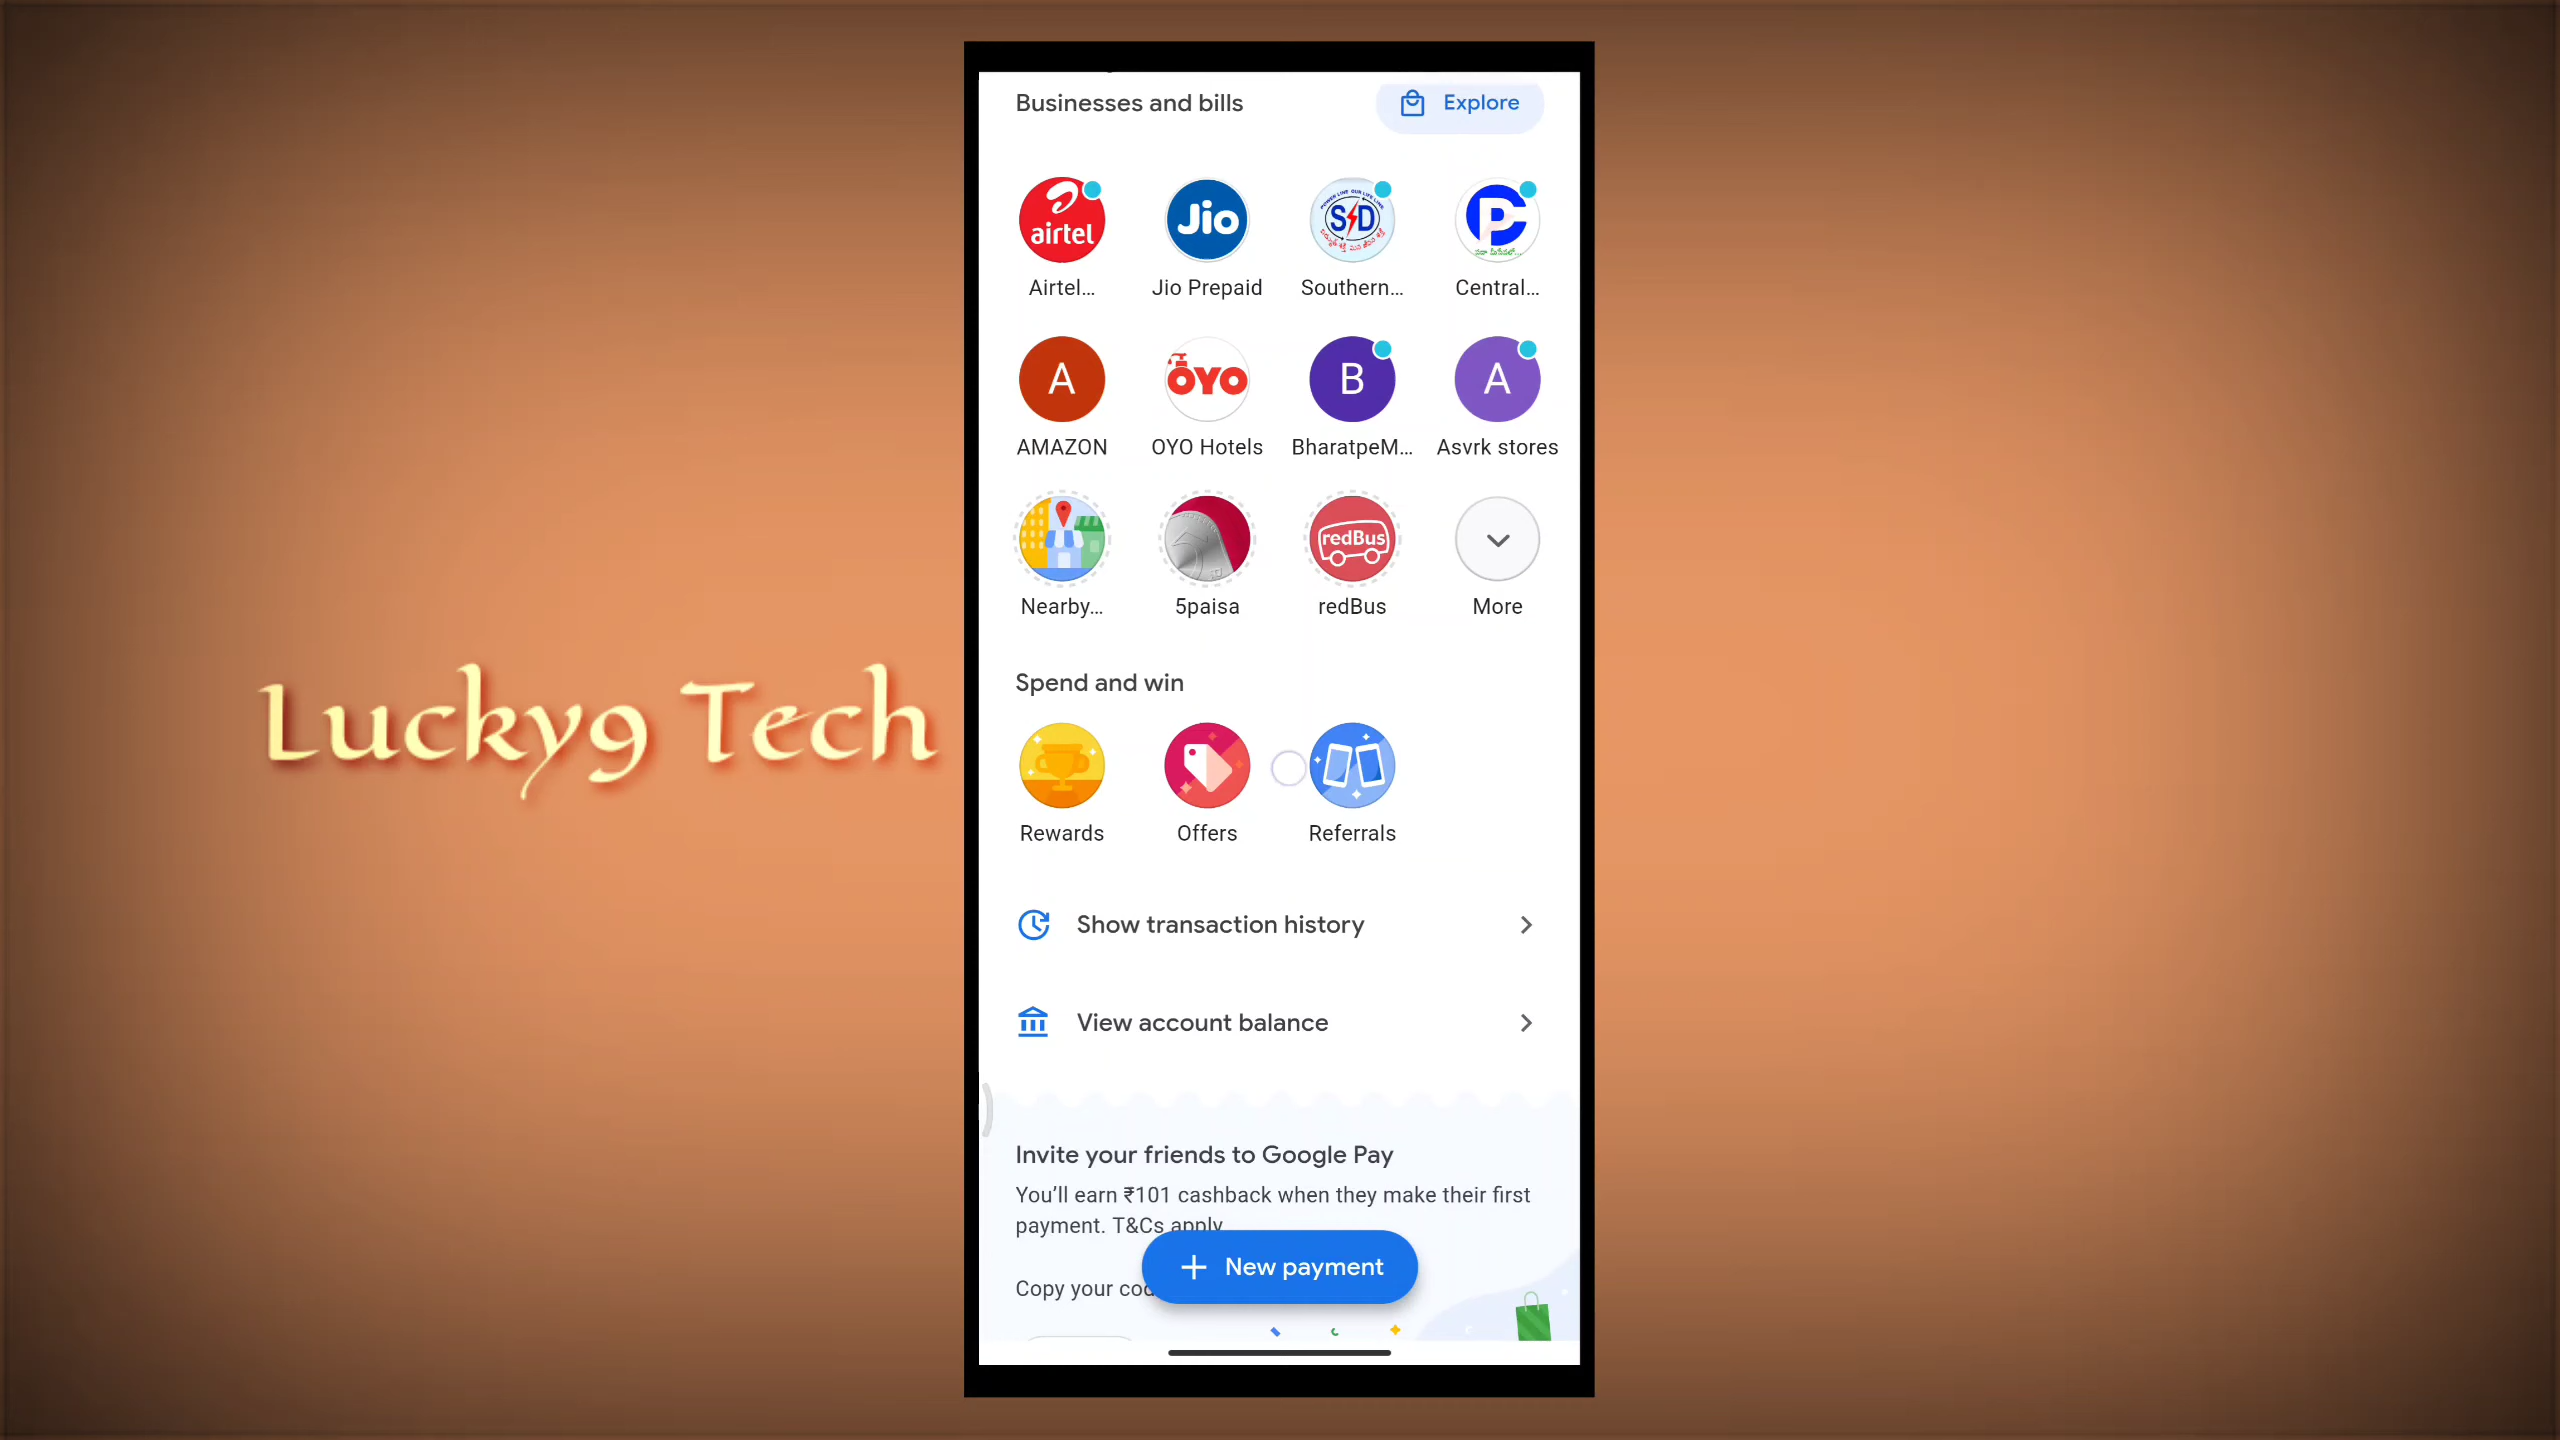 Businesses and bills
Explore
airtel
Jio
SD
PC
Airtel...
Jio Prepaid
Southern...
Central...
A
OYO
B
A
AMAZON
OYO Hotels
BharatpeM...
Asvrk stores
redBus
Nearby...
5paisa
redBus
More
Lucky9 Tech
Spend and win
Rewards
Offers
Referrals
Show transaction history
View account balance
Invite your friends to Google Pay
You'll earn ₹101 cashback when they make their first
payment. T&Cs apply
New payment
Copy your